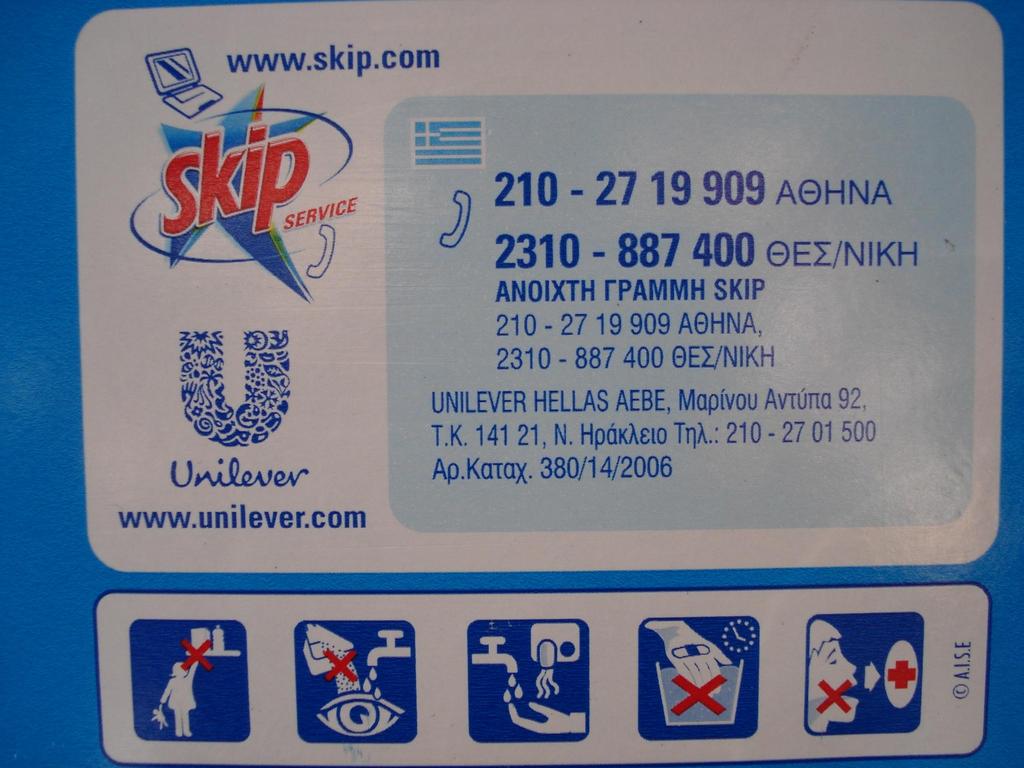 www.skip.com
skip
SERVICE
Unilever
www.unilever.com
210 - 27 19 909 ΑΘΗΝΑ
2310 - 887 400 ΘΕΣ/ΝΙΚΗ
ΑΝΟΙΧΤΗ ΓΡΑΜΜΗ SKIP
210 - 27 19 909 ΑΘΗΝΑ,
2310 - 887 400 ΘΕΣ/ΝΙΚΗ
UNILEVER HELLAS AEBE, Μαρίνου Αντύπα 92,
Τ.Κ. 141 21, Ν. Ηράκλειο Τηλ.: 210 - 27 01 500
Αρ.Καταχ. 380/14/2006
© A.I.S.E